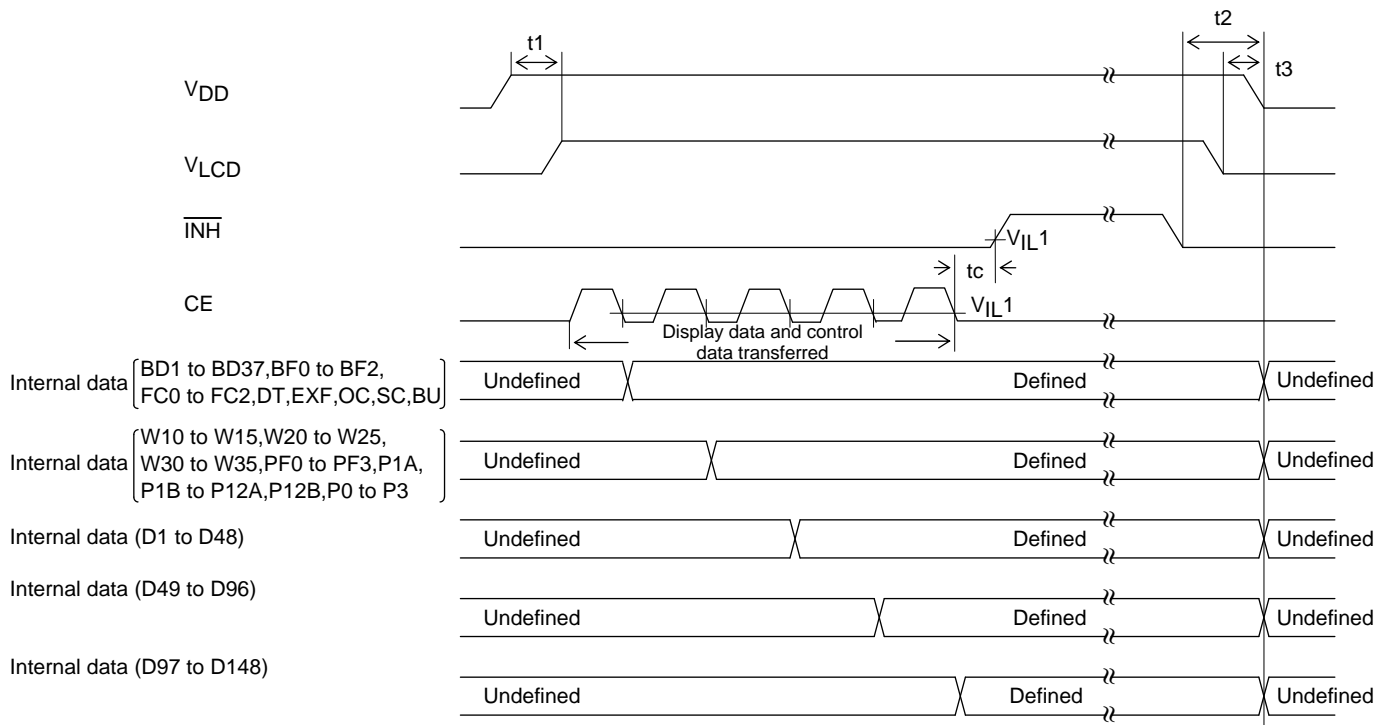 t1
t2
t3
VDD
VLCD
INH
VIL1
tc
CE
VIL1
Display data and control
data transferred
Internal data
BD1 to BD37,BF0 to BF2,
FC0 to FC2,DT,EXF,OC,SC,BU
Undefined
Defined
Undefined
Internal data
W10 to W15,W20 to W25,
W30 to W35,PF0 to PF3,P1A,
P1B to P12A,P12B,P0 to P3
Undefined
Defined
Undefined
Internal data (D1 to D48)
Undefined
Defined
Undefined
Internal data (D49 to D96)
Undefined
Defined
Undefined
Internal data (D97 to D148)
Undefined
Defined
Undefined